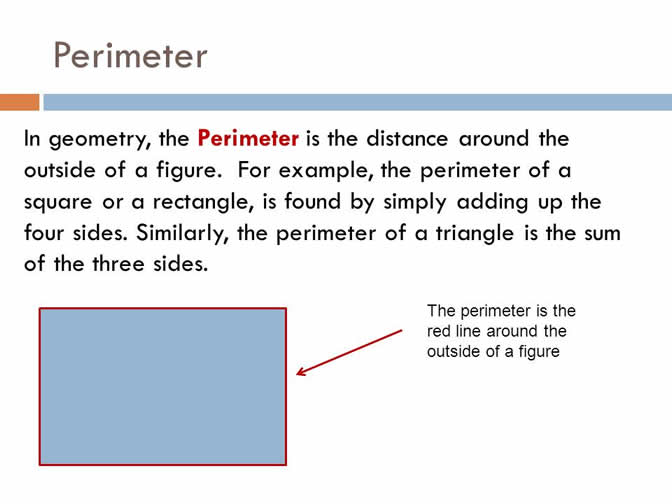 Perimeter
In geometry, the Perimeter is the distance around the
outside of a figure. For example, the perimeter of a
square or a rectangle, is found by simply adding up the
four sides. Similarly, the perimeter of a triangle is the sum
of the three sides.
The perimeter is the
red line around the
outside of a figure